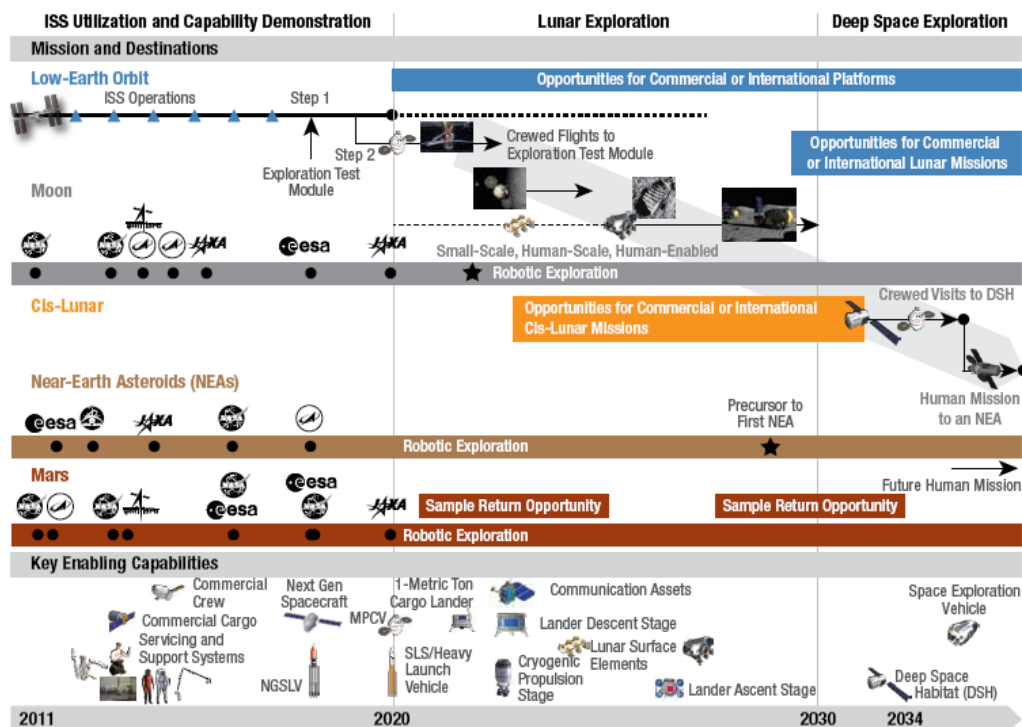 ISS Utilization and Capability Demonstration
Lunar Exploration
Deep Space Exploration
Mission and Destinations
Low-Earth Orbit
Opportunities for Commercial or International Platforms
ISS Operations
Step 1
Step 2
Exploration Test
Module
Crewed Flights to
Exploration Test Module
Opportunities for Commercial
or International Lunar Missions
Moon
NASA
NASA
JAXA
esa
JAXA
Small-Scale, Human-Scale, Human-Enabled
Robotic Exploration
Cis-Lunar
Opportunities for Commercial or International
Cis-Lunar Missions
Crewed Visits to DSH
Human Mission
to an NEA
Near-Earth Asteroids (NEAs)
esa
JAXA
NASA
Precursor to
First NEA
Robotic Exploration
Mars
NASA
NASA
NASA
esa
esa
NASA
JAXA
Sample Return Opportunity
Sample Return Opportunity
Future Human Mission
Robotic Exploration
Key Enabling Capabilities
Commercial
Crew
Commercial Cargo
Servicing and
Support Systems
Next Gen
Spacecraft
NGSLV
MPCV
1-Metric Ton
Cargo Lander
SLS/Heavy
Launch
Vehicle
Communication Assets
Lander Descent Stage
Lunar Surface
Elements
Cryogenic
Propulsion
Stage
Lander Ascent Stage
Space Exploration
Vehicle
Deep Space
Habitat (DSH)
2011
2020
2030
2034